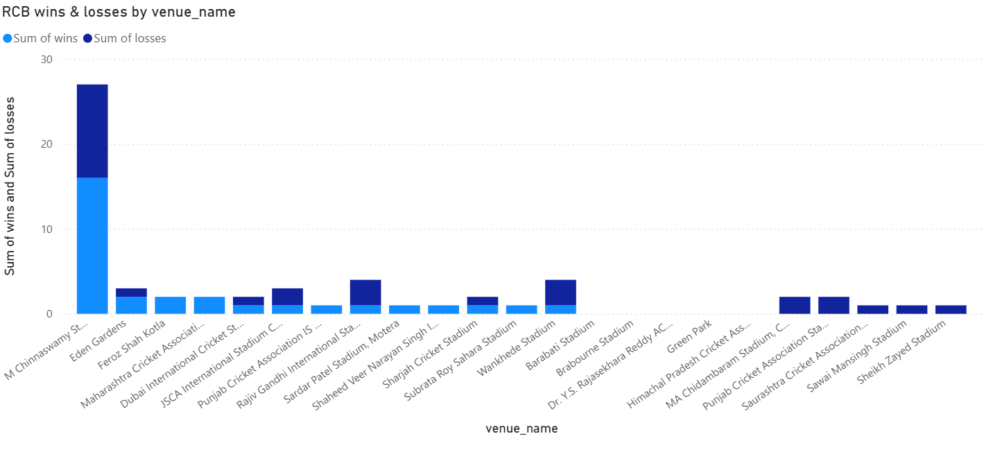 RCB wins & losses by venue_name
Sum of wins Sum of losses
Sum of wins and Sum of losses
30
20
10
0
M Chinnaswamy St...
Eden Gardens
Feroz Shah Kotla
Maharashtra Cricket Associati...
Dubai International Cricket St...
JSCA International Stadium C...
Punjab Cricket Association IS ...
Rajiv Gandhi International Sta...
Sardar Patel Stadium, Motera
Shaheed Veer Narayan Singh I...
Sharjah Cricket Stadium
Subrata Roy Sahara Stadium
Wankhede Stadium
Barabati Stadium
Brabourne Stadium
Dr. Y.S. Rajasekhara Reddy AC...
Green Park
Himachal Pradesh Cricket Ass...
MA Chidambaram Stadium, C...
Punjab Cricket Association Sta...
Saurashtra Cricket Association...
Sawai Mansingh Stadium
Sheikh Zayed Stadium
venue_name